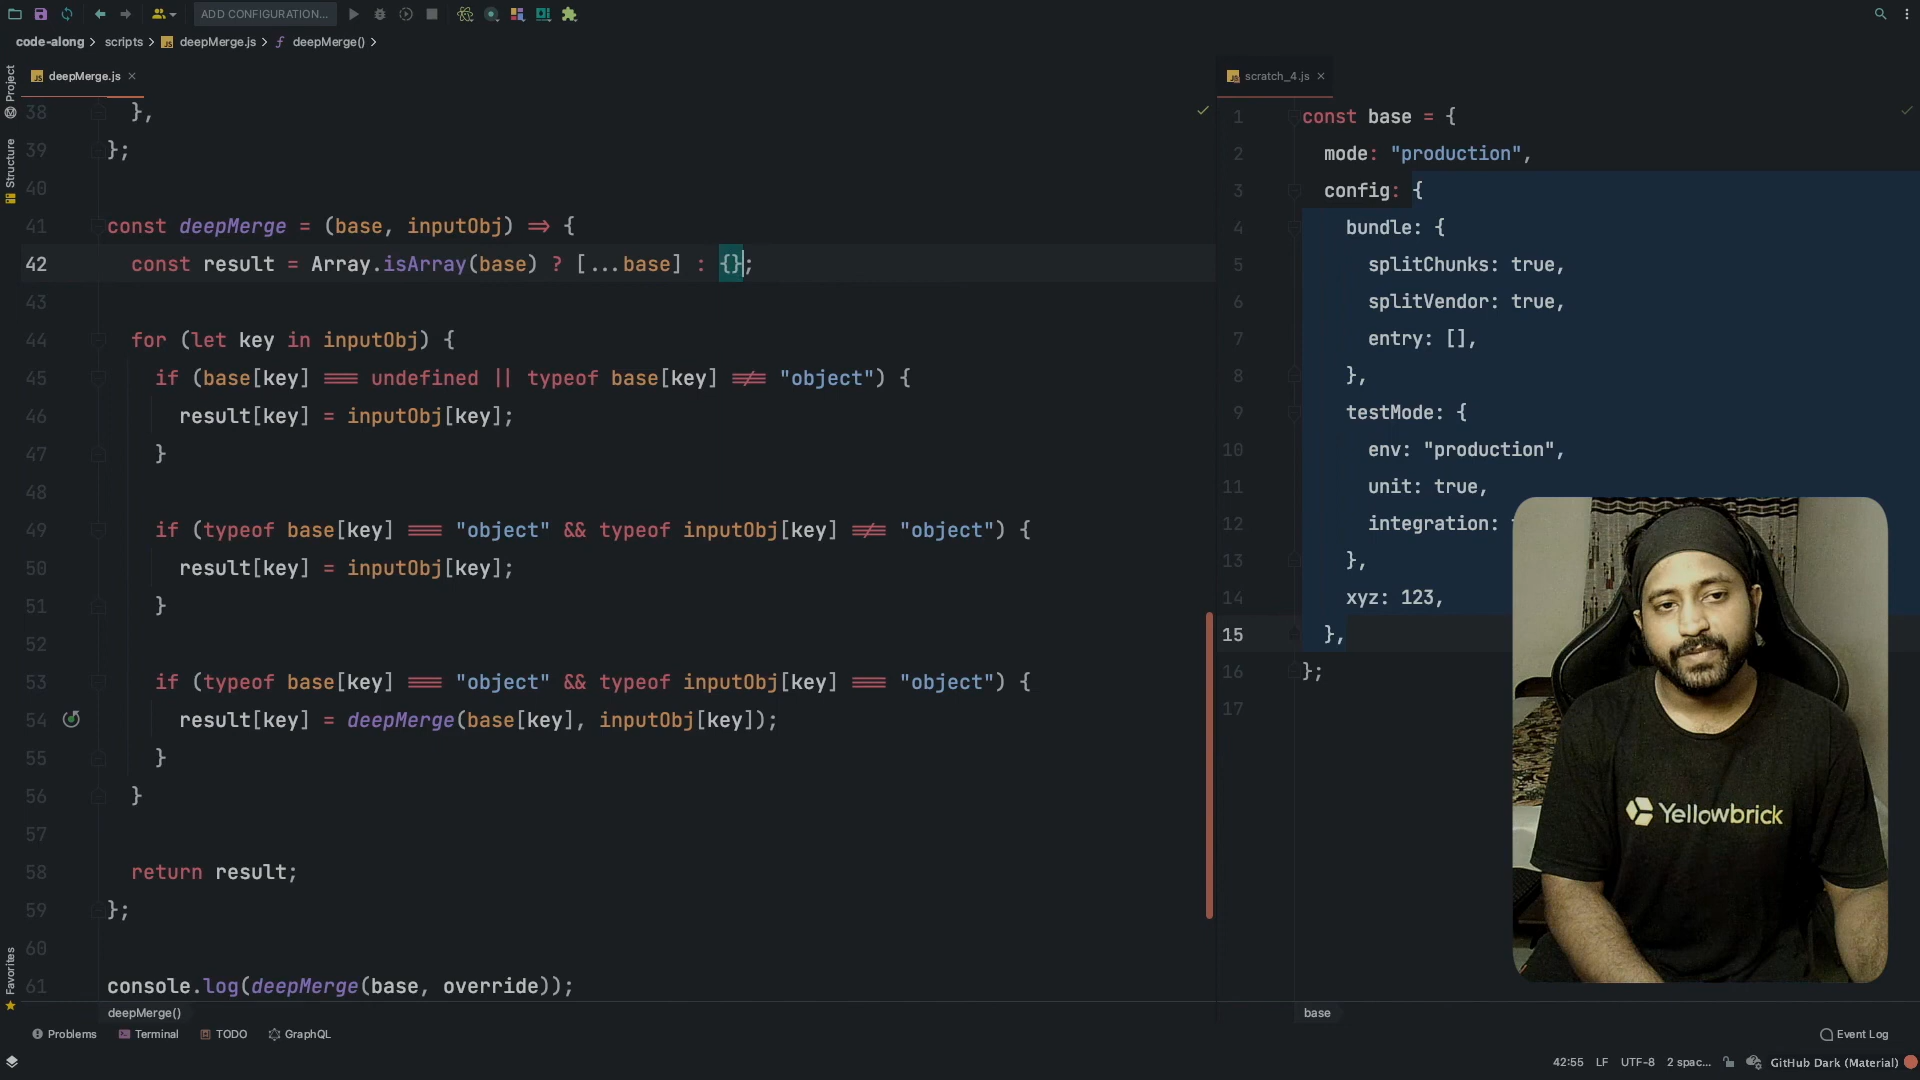 ADD CONFIGURATION...
code-along
scripts
deepMerge.js
deepMerge()
Project
Structure
Favorites
deepMerge.js
38 },
39 };
40
41 const deepMerge = (base, inputObj) => {
42 const result = Array.isArray(base) ? [...base] : {};
43
44 for (let key in inputObj) {
45 if (base[key] === undefined || typeof base[key] !== "object") {
46 result[key] = inputObj[key];
47 }
48
49 if (typeof base[key] === "object" && typeof inputObj[key] !== "object") {
50 result[key] = inputObj[key];
51 }
52
53 if (typeof base[key] === "object" && typeof inputObj[key] === "object") {
54 result[key] = deepMerge(base[key], inputObj[key]);
55 }
56 }
57
58 return result;
59 };
60
61 console.log(deepMerge(base, override));
deepMerge()
scratch_4.js
1 const base = {
2 mode: "production",
3 config: {
4 bundle: {
5 splitChunks: true,
6 splitVendor: true,
7 entry: [],
8 },
9 testMode: {
10 env: "production",
11 unit: true,
12 integration:
13 },
14 xyz: 123,
15 },
16 };
17
base
Yellowbrick
Problems
Terminal
TODO
GraphQL
Event Log
42:55
LF
UTF-8
2 spac...
GitHub Dark (Material)